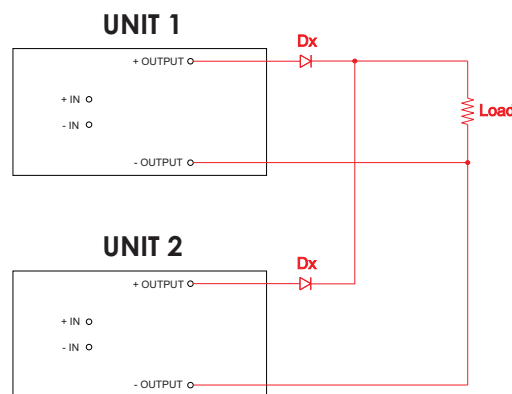 UNIT 1
Dx
+ OUTPUT
+ IN
- IN
Load
- OUTPUT
UNIT 2
Dx
+ OUTPUT
+ IN
- IN
- OUTPUT